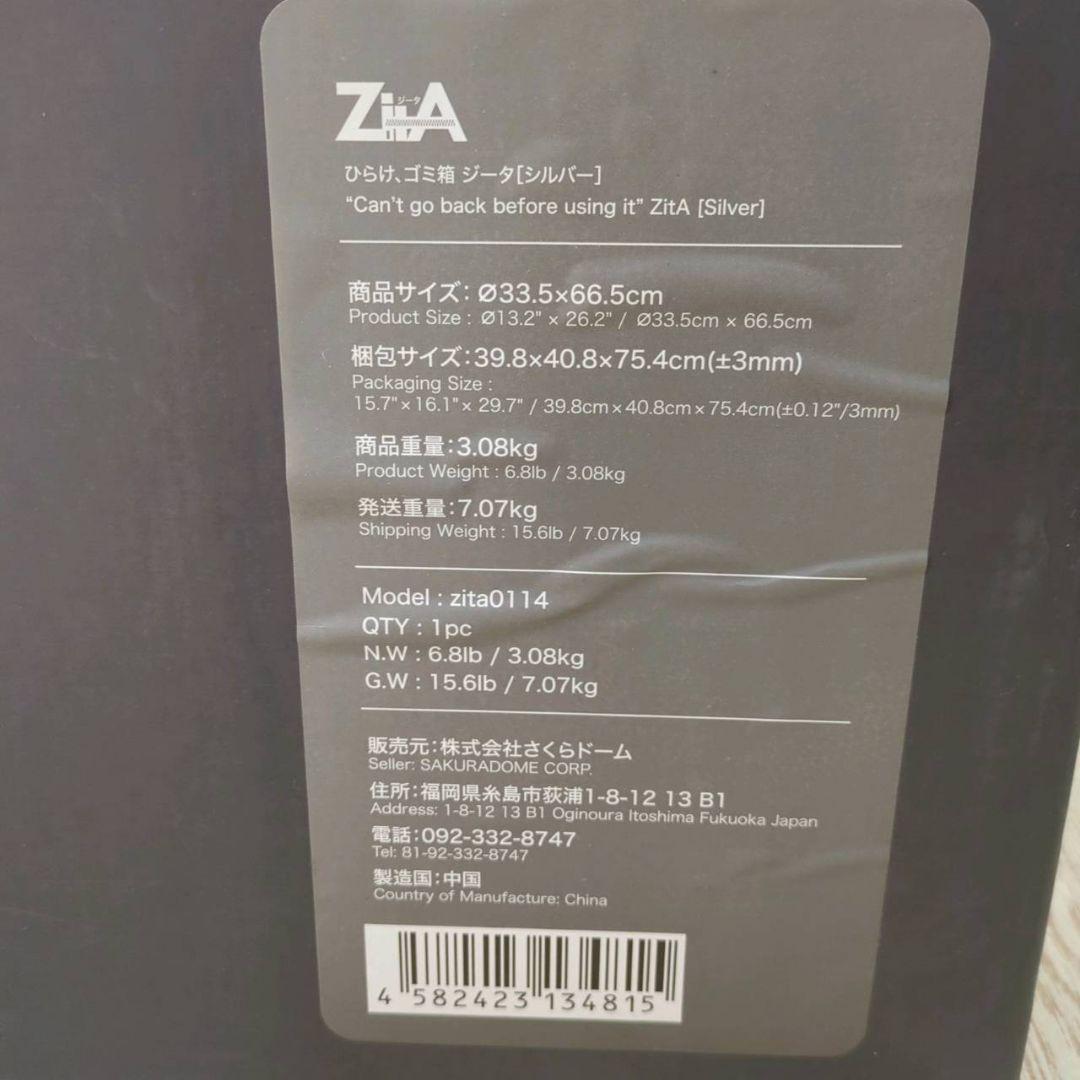 ZitA
ジータ
ひらけ、ゴミ箱 ジータ[シルバー]
“Can't go back before using it” ZitA [Silver]
商品サイズ：Ø33.5×66.5cm
Product Size : Ø13.2" × 26.2" / Ø33.5cm × 66.5cm
梱包サイズ：39.8×40.8×75.4cm(±3mm)
Packaging Size :
15.7" × 16.1" × 29.7" / 39.8cm × 40.8cm × 75.4cm(±0.12"/3mm)
商品重量：3.08kg
Product Weight : 6.8lb / 3.08kg
発送重量：7.07kg
Shipping Weight : 15.6lb / 7.07kg
Model : zita0114
QTY : 1pc
N.W : 6.8lb / 3.08kg
G.W : 15.6lb / 7.07kg
販売元：株式会社さくらドーム
Seller: SAKURADOME CORP.
住所：福岡県糸島市荻浦1-8-12 13 B1
Address: 1-8-12 13 B1 Oginoura Itoshima Fukuoka Japan
電話：092-332-8747
Tel: 81-92-332-8747
製造国：中国
Country of Manufacture: China
4 582423 134815